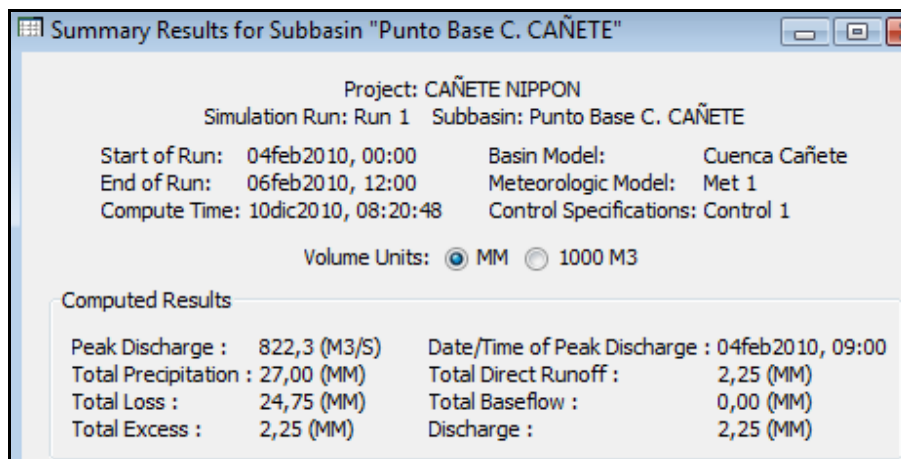 Summary Results for Subbasin "Punto Base C. CAÑETE"
Project: CAÑETE NIPPON
Simulation Run: Run 1 Subbasin: Punto Base C. CAÑETE
Start of Run: 04feb2010, 00:00 Basin Model: Cuenca Cañete
End of Run: 06feb2010, 12:00 Meteorologic Model: Met 1
Compute Time: 10dic2010, 08:20:48 Control Specifications: Control 1
Volume Units: MM 1000 M3
Computed Results
Peak Discharge : 822,3 (M3/S) Date/Time of Peak Discharge : 04feb2010, 09:00
Total Precipitation : 27,00 (MM) Total Direct Runoff : 2,25 (MM)
Total Loss : 24,75 (MM) Total Baseflow : 0,00 (MM)
Total Excess : 2,25 (MM) Discharge : 2,25 (MM)